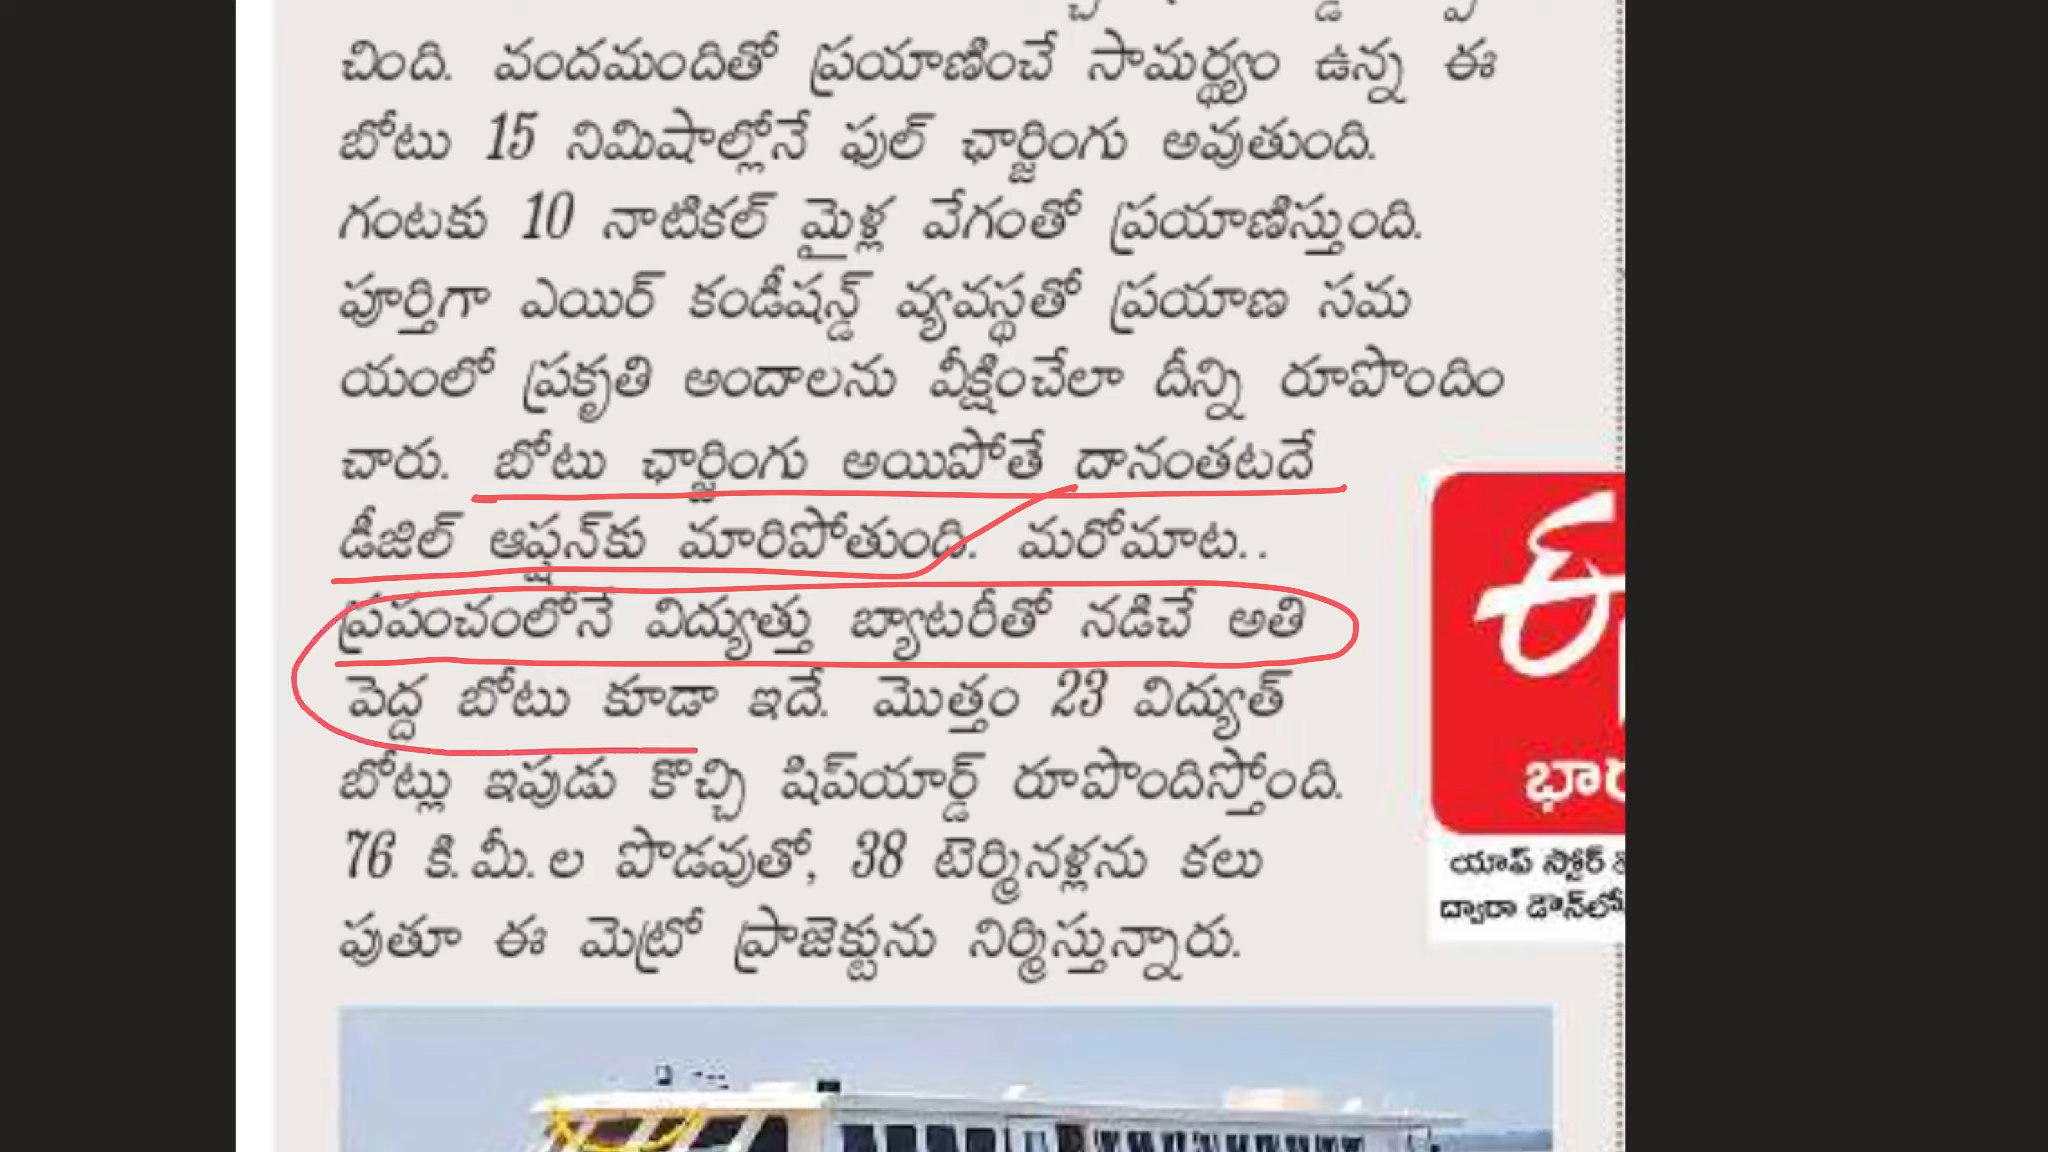 చింది. వందమందితో ప్రయాణించే సామర్థ్యం ఉన్న ఈ
బోటు 15 నిమిషాల్లోనే ఫుల్ ఛార్జింగు అవుతుంది.
గంటకు 10 నాటికల్ మైళ్ల వేగంతో ప్రయాణిస్తుంది.
పూర్తిగా ఎయిర్ కండీషన్డ్ వ్యవస్థతో ప్రయాణ సమ
యంలో ప్రకృతి అందాలను వీక్షించేలా దీన్ని రూపొందిం
చారు. బోటు ఛార్జింగు అయిపోతే దానంతటదే
డీజిల్ ఆప్షన్‌కు మారిపోతుంది. మరోమాట..
ప్రపంచంలోనే విద్యుత్తు బ్యాటరీతో నడిచే అతి
పెద్ద బోటు కూడా ఇదే. మొత్తం 23 విద్యుత్
బోట్లు ఇపుడు కొచ్చి షిప్‌యార్డ్ రూపొందిస్తోంది.
76 కి.మీ.ల పొడవుతో, 38 టెర్మినళ్లను కలు
పుతూ ఈ మెట్రో ప్రాజెక్టును నిర్మిస్తున్నారు.
యాప్ స్టోర్
ద్వారా